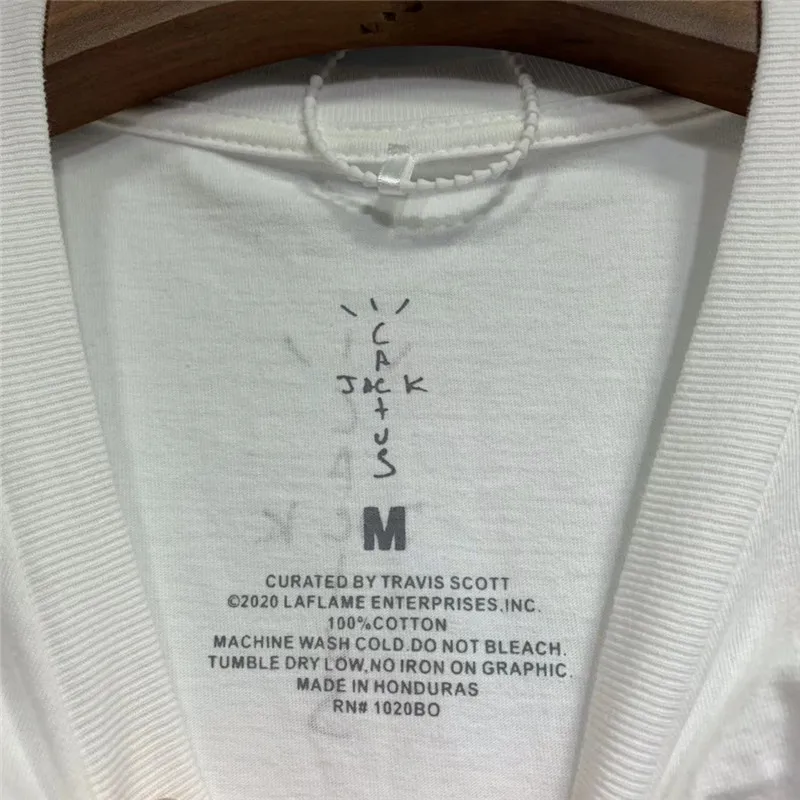 CACTUS
JACK
M
CURATED BY TRAVIS SCOTT
©2020 LAFLAME ENTERPRISES,INC.
100%COTTON
MACHINE WASH COLD.DO NOT BLEACH.
TUMBLE DRY LOW,NO IRON ON GRAPHIC.
MADE IN HONDURAS
RN# 1020BO